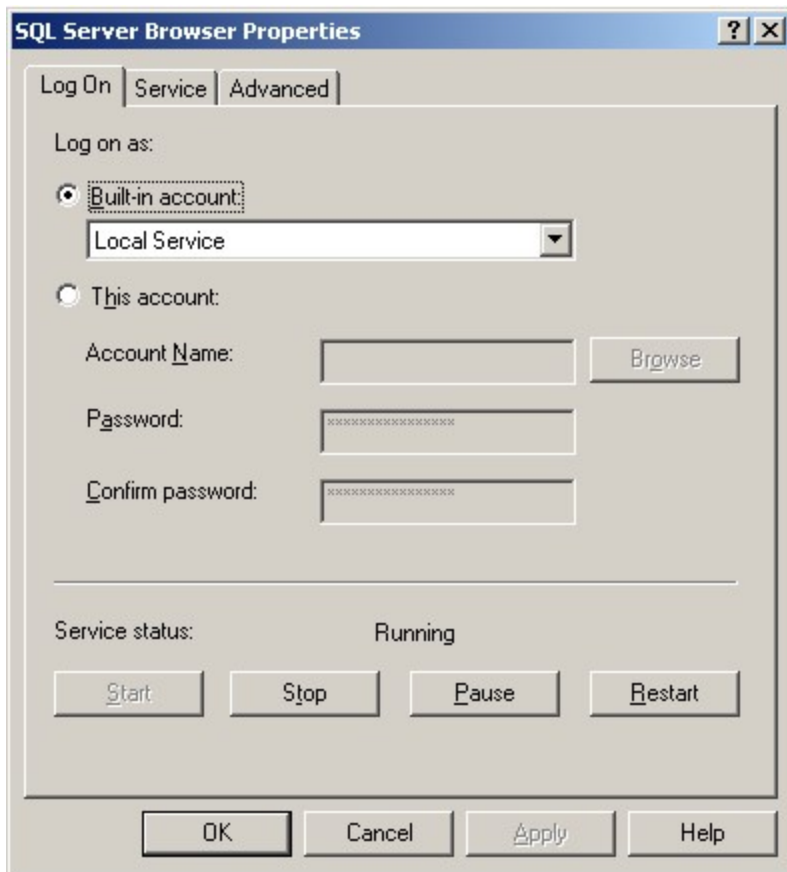 SQL Server Browser Properties
Log On Service Advanced
Log on as:
Built-in account:
Local Service
This account:
Account Name: Browse
Password: ****************
Confirm password: ****************
Service status: Running
Start Stop Pause Restart
OK Cancel Apply Help